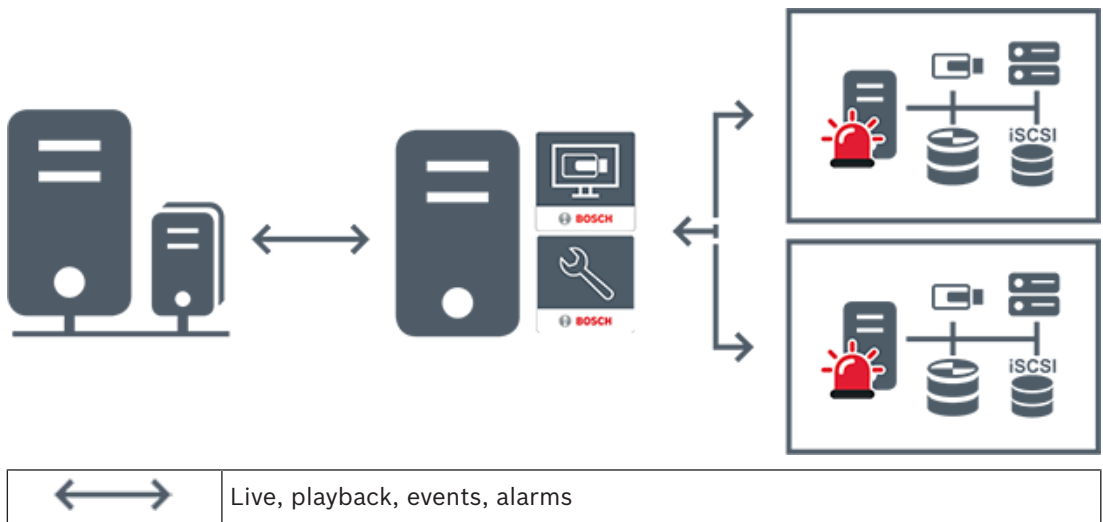 BOSCH
BOSCH
iSCSI
iSCSI
Live, playback, events, alarms